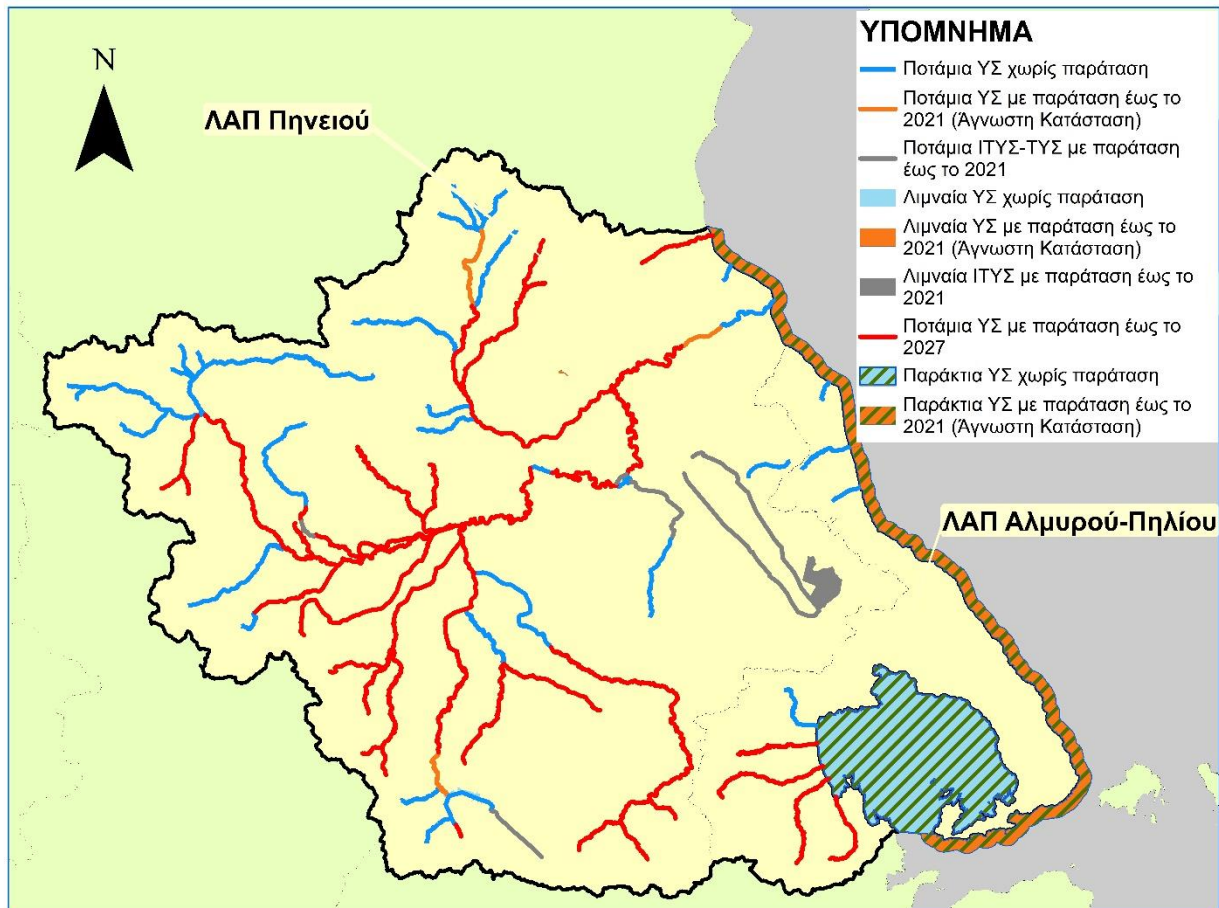 N
ΛΑΠ Πηνειού
ΥΠΟΜΝΗΜΑ
Ποτάμια ΥΣ χωρίς παράταση
Ποτάμια ΥΣ με παράταση έως το
2021 (Άγνωστη Κατάσταση)
Ποτάμια ΙΤΥΣ-ΤΥΣ με παράταση
έως το 2021
Λιμναία ΥΣ χωρίς παράταση
Λιμναία ΥΣ με παράταση έως το
2021 (Άγνωστη Κατάσταση)
Λιμναία ΙΤΥΣ με παράταση έως το
2021
Ποτάμια ΥΣ με παράταση έως το
2027
Παράκτια ΥΣ χωρίς παράταση
Παράκτια ΥΣ με παράταση έως το
2021 (Άγνωστη Κατάσταση)
ΛΑΠ Αλμυρού-Πηλίου